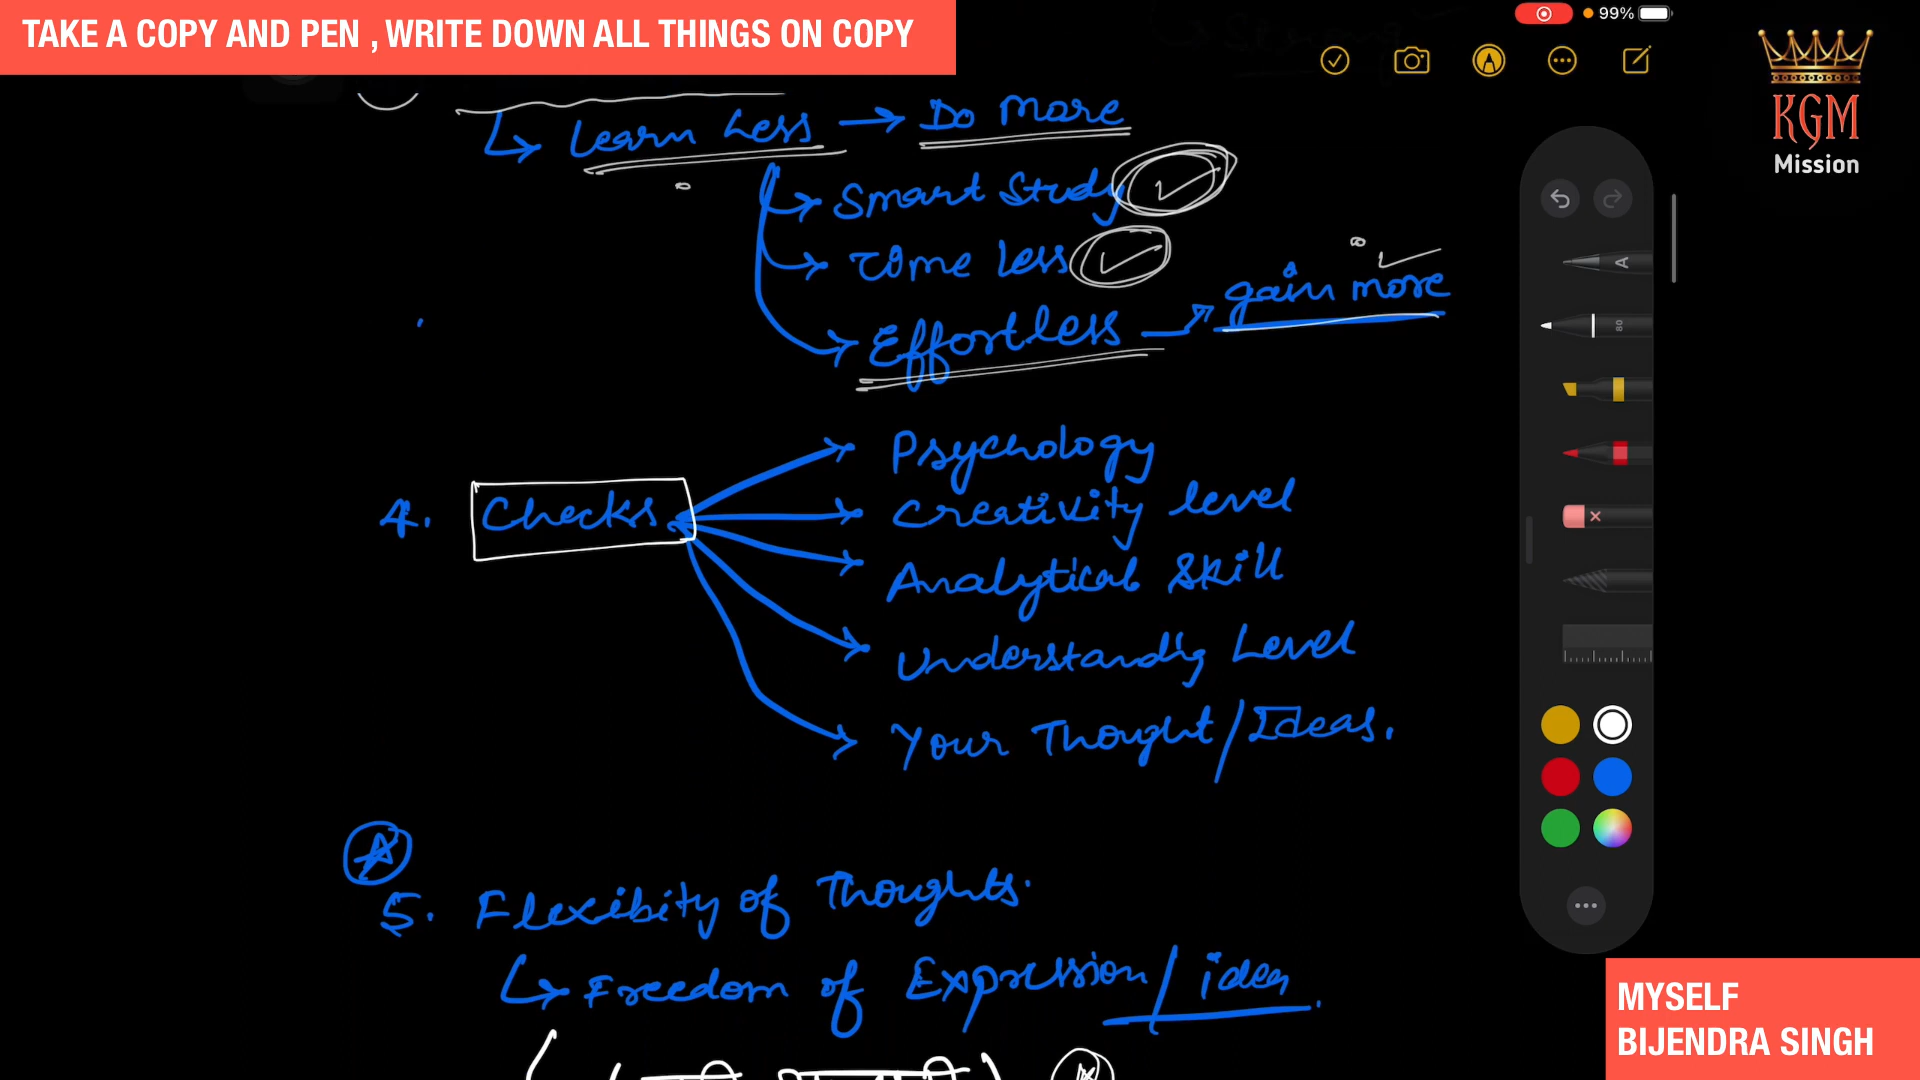 TAKE A COPY AND PEN , WRITE DOWN ALL THINGS ON COPY
99%
KGM
Mission
Learn Less → Do More
Smart Study ✓
Time less ✓
Effortless → gain more
4. Checks
Psychology
Creativity level
Analytical Skill
Understandig Level
Your Thought/Ideas.
5. Flexibity of Thoughts.
Freedom of Expression/idea.
A
80
MYSELF
BIJENDRA SINGH